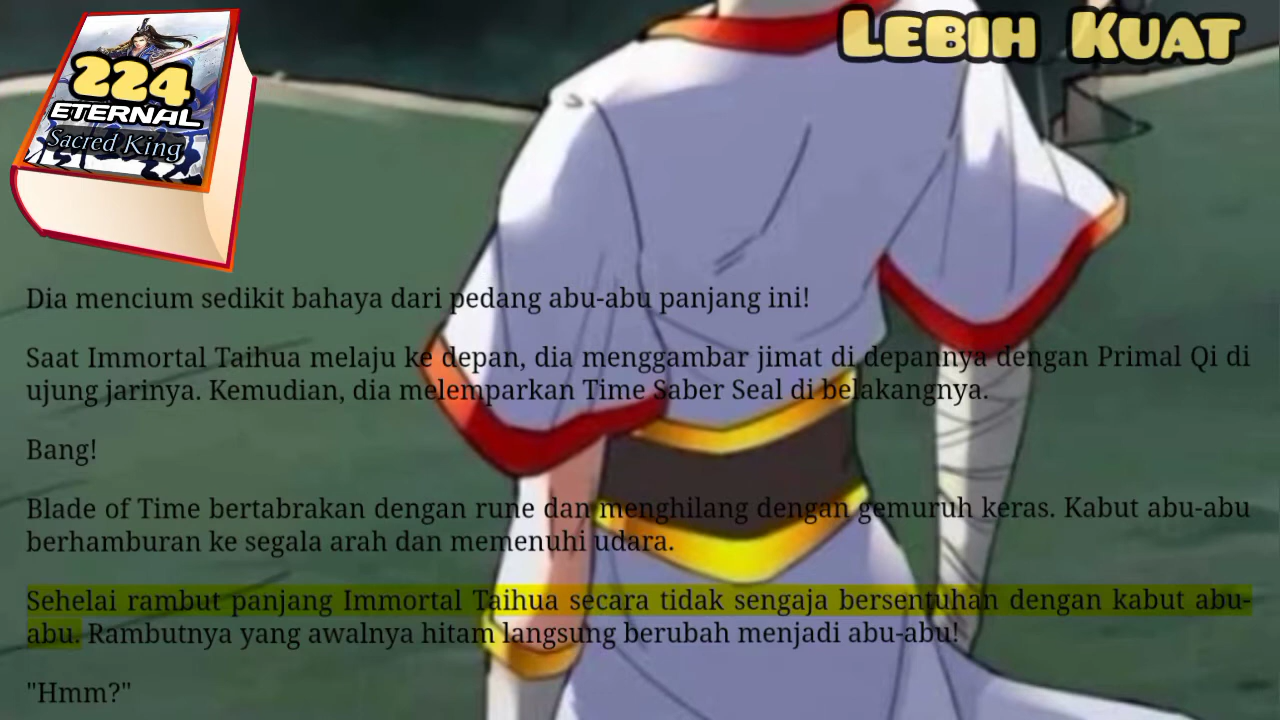 LEBIH KUAT
224
ETERNAL
Sacred King
Dia mencium sedikit bahaya dari pedang abu-abu panjang ini!
Saat Immortal Taihua melaju ke depan, dia menggambar jimat di depannya dengan Primal Qi di
ujung jarinya. Kemudian, dia melemparkan Time Saber Seal di belakangnya.
Bang!
Blade of Time bertabrakan dengan rune dan menghilang dengan gemuruh keras. Kabut abu-abu
berhamburan ke segala arah dan memenuhi udara.
Sehelai rambut panjang Immortal Taihua secara tidak sengaja bersentuhan dengan kabut abu-
abu. Rambutnya yang awalnya hitam langsung berubah menjadi abu-abu!
"Hmm?"